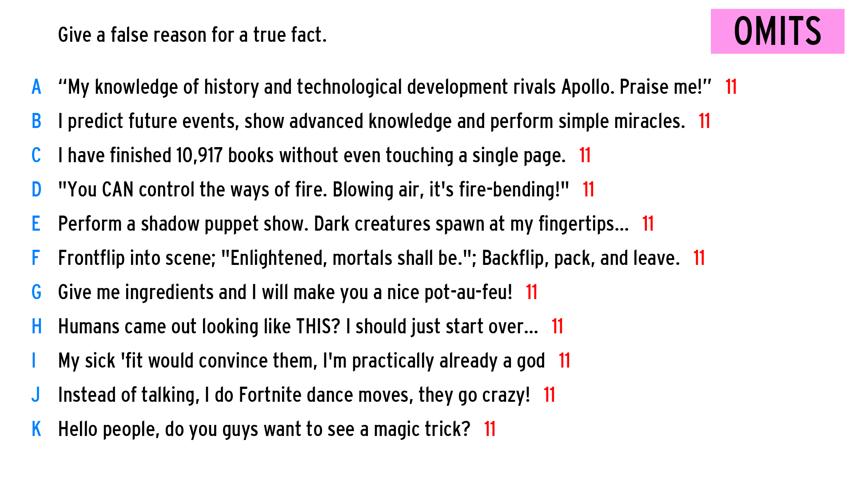 Give a false reason for a true fact.
OMITS
A “My knowledge of history and technological development rivals Apollo. Praise me!” 11
B I predict future events, show advanced knowledge and perform simple miracles. 11
C I have finished 10,917 books without even touching a single page. 11
D "You CAN control the ways of fire. Blowing air, it's fire-bending!" 11
E Perform a shadow puppet show. Dark creatures spawn at my fingertips... 11
F Frontflip into scene; "Enlightened, mortals shall be."; Backflip, pack, and leave. 11
G Give me ingredients and I will make you a nice pot-au-feu! 11
H Humans came out looking like THIS? I should just start over... 11
I My sick 'fit would convince them, I'm practically already a god 11
J Instead of talking, I do Fortnite dance moves, they go crazy! 11
K Hello people, do you guys want to see a magic trick? 11